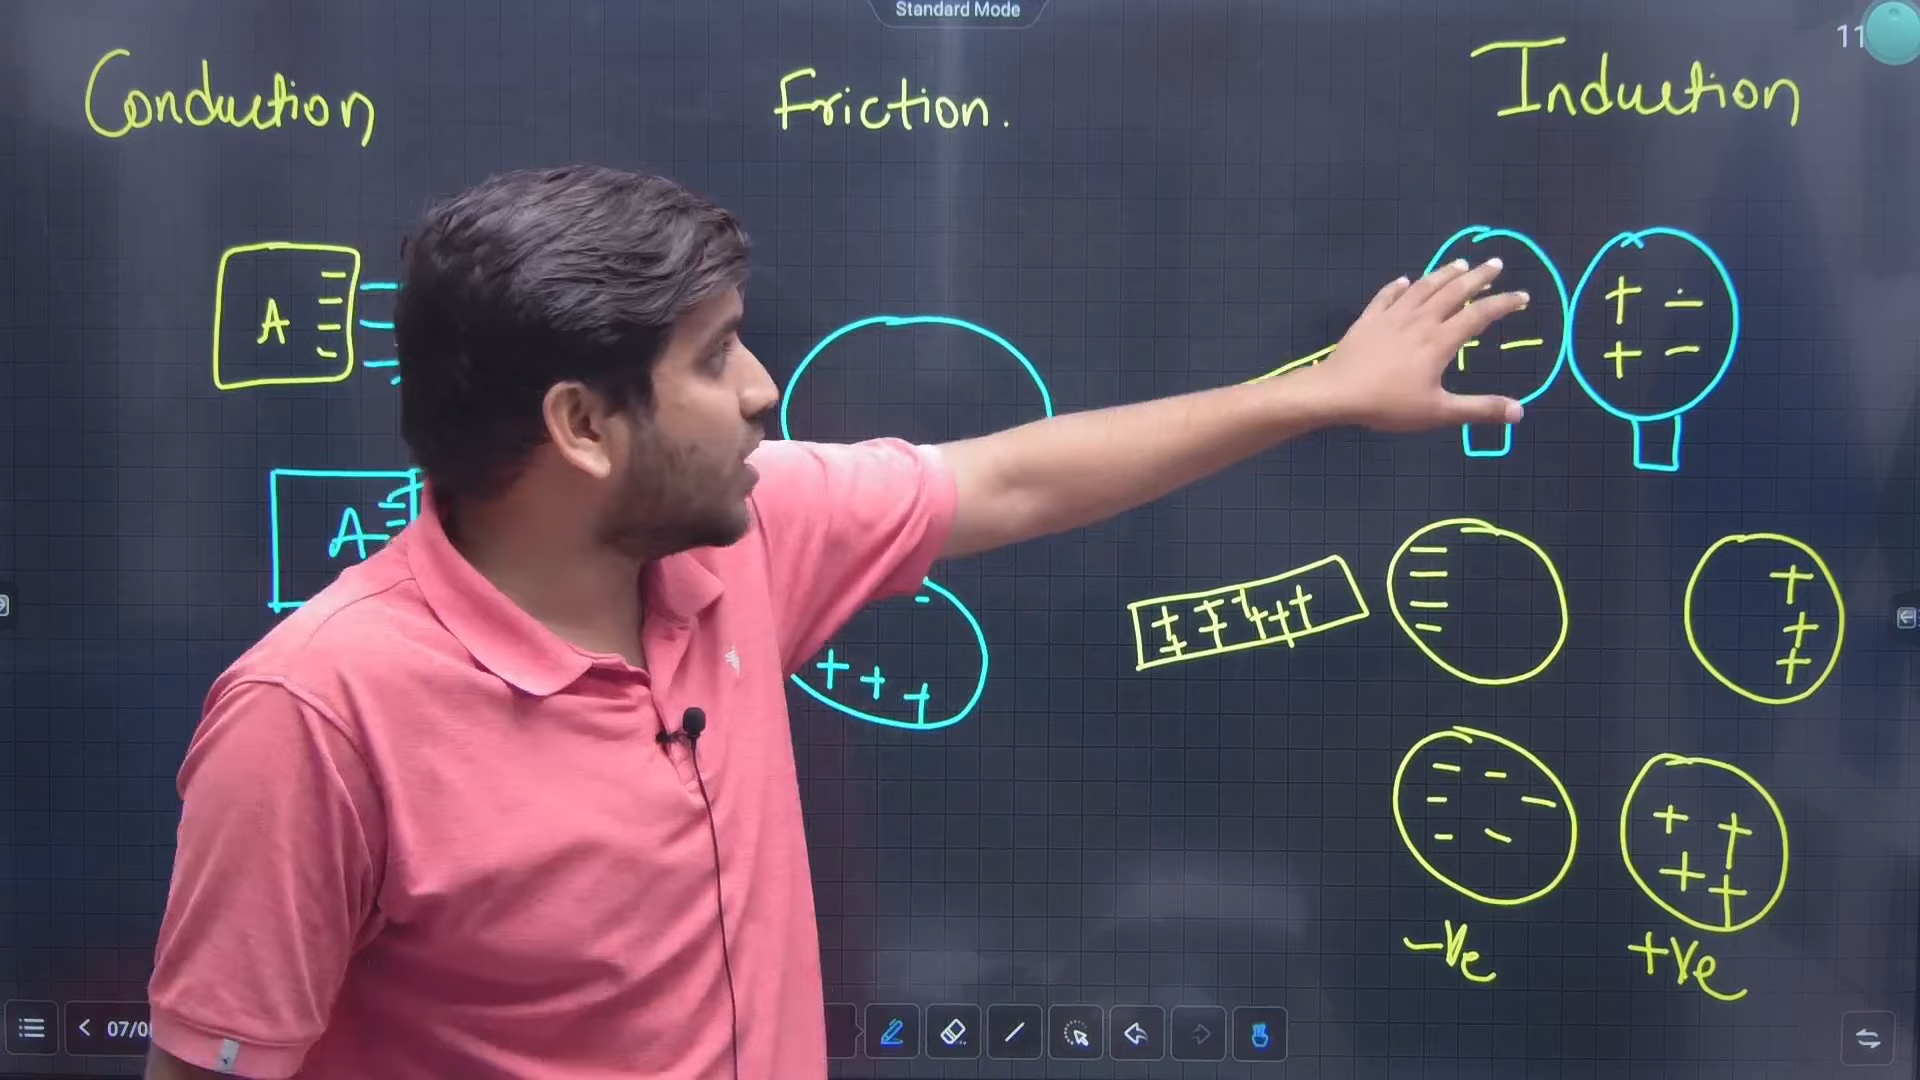 Standard Mode
11
Conduction
Friction.
Induction
A
A
+ -
+ -
+ -
+
+
+
+ + +
- Ve
+ Ve
07/0